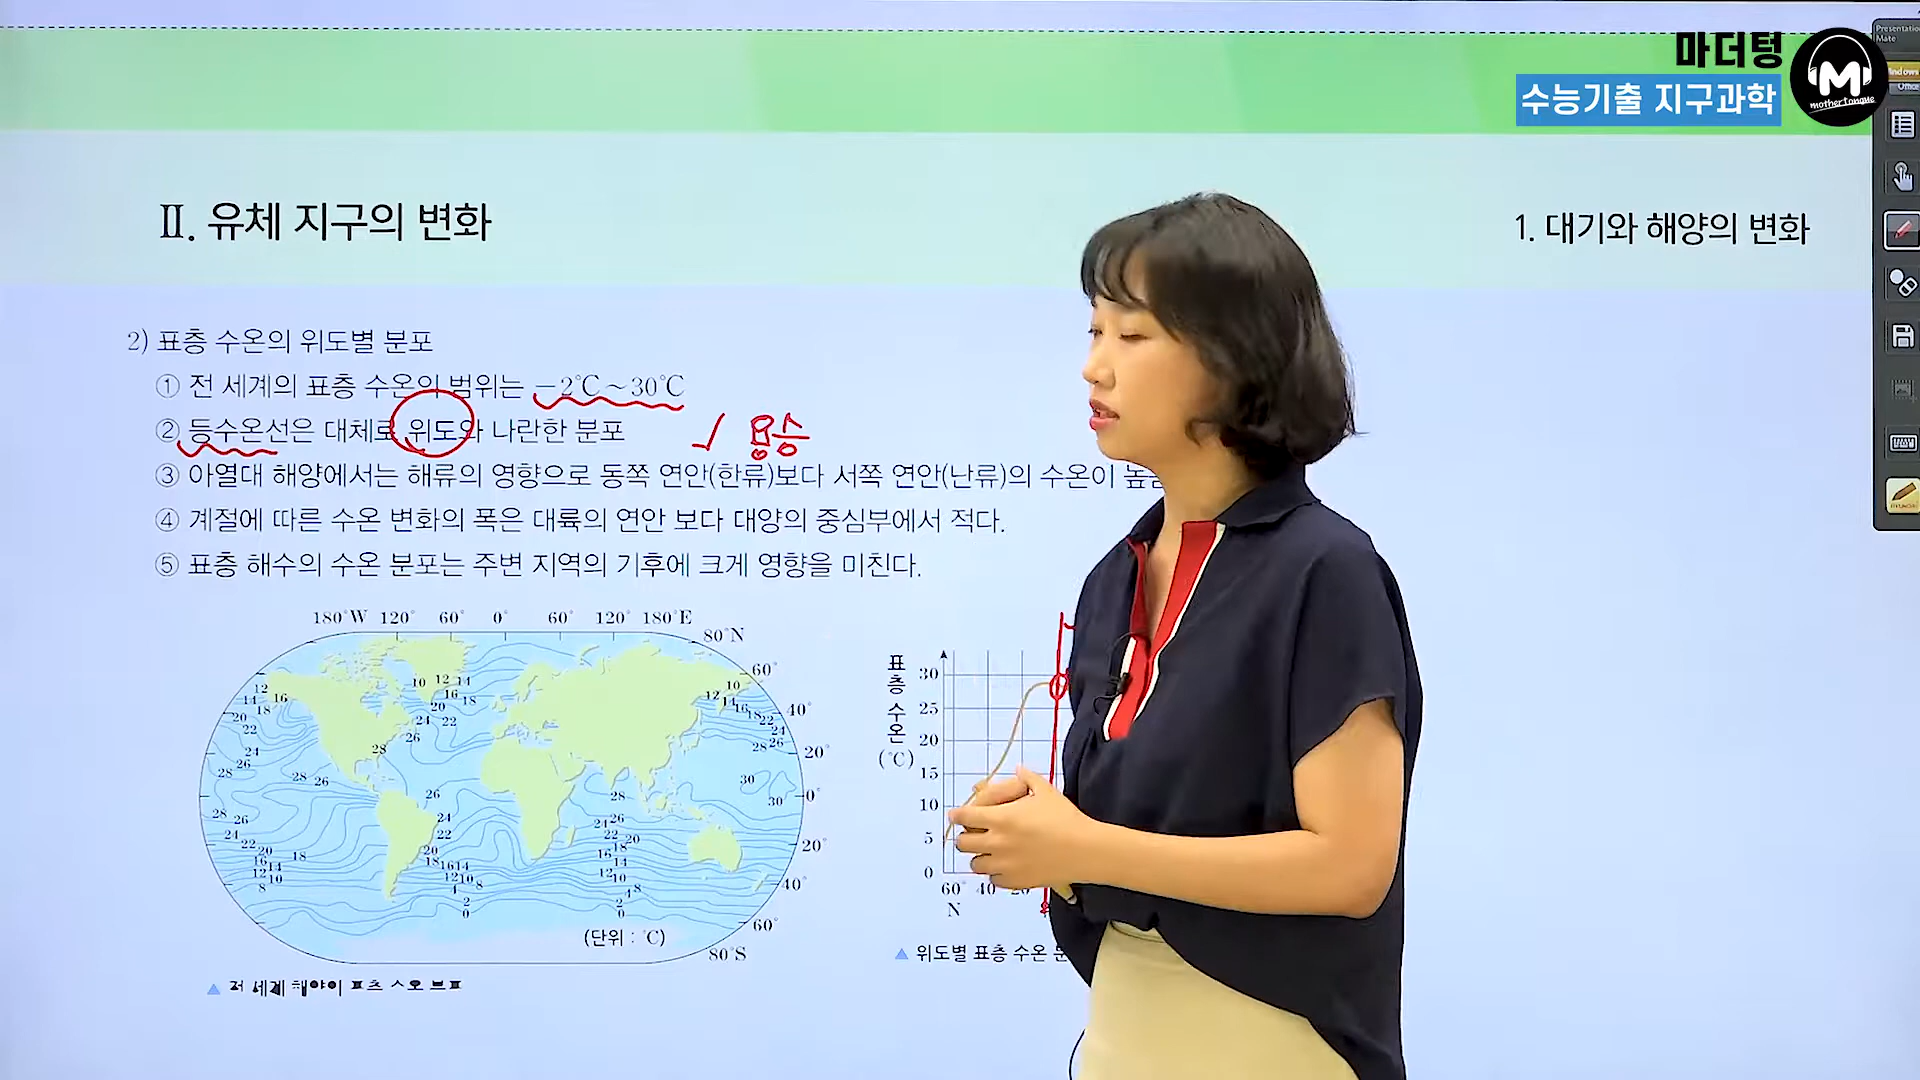 마더텅
수능기출 지구과학
M
mothertongue
Presentation
Mate
Office
Ⅱ. 유체 지구의 변화
1. 대기와 해양의 변화
2) 표층 수온의 위도별 분포
① 전 세계의 표층 수온의 범위는 -2℃~30℃
② 등수온선은 대체로 위도와 나란한 분포
√ 용승
③ 아열대 해양에서는 해류의 영향으로 동쪽 연안(한류)보다 서쪽 연안(난류)의 수온이 높
④ 계절에 따른 수온 변화의 폭은 대륙의 연안 보다 대양의 중심부에서 적다.
⑤ 표층 해수의 수온 분포는 주변 지역의 기후에 크게 영향을 미친다.
180°W 120° 60° 0° 60° 120° 180°E
80°N
60°
40°
20°
0°
20°
40°
60°
80°S
(단위 : ℃)
표층 수온 (℃)
30
25
20
15
10
5
0
60° 40° 20°
N
▲ 위도별 표층 수온